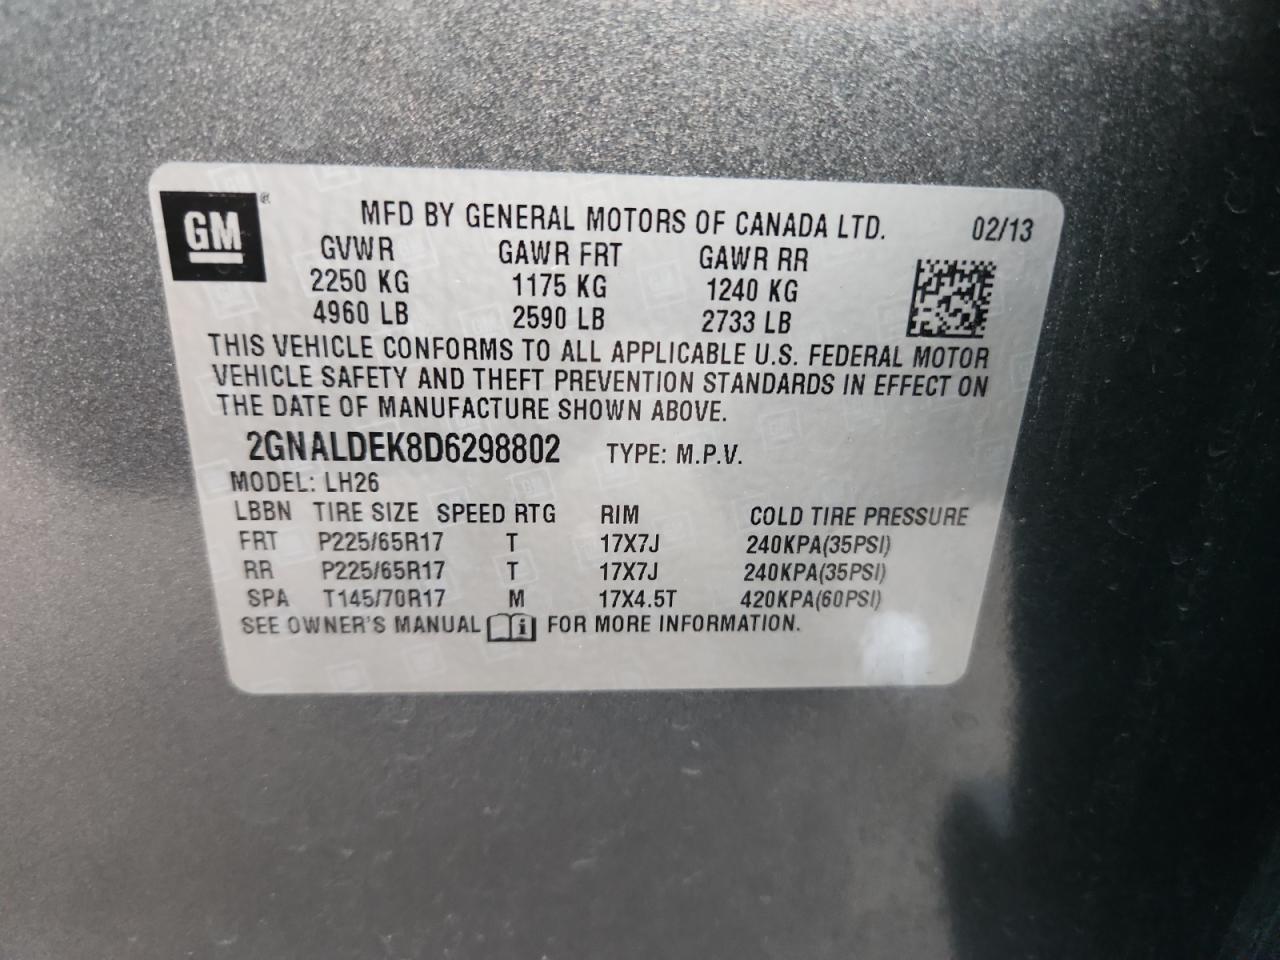 GM®
MFD BY GENERAL MOTORS OF CANADA LTD. 02/13
GVWR GAWR FRT GAWR RR
2250 KG 1175 KG 1240 KG
4960 LB 2590 LB 2733 LB
THIS VEHICLE CONFORMS TO ALL APPLICABLE U.S. FEDERAL MOTOR
VEHICLE SAFETY AND THEFT PREVENTION STANDARDS IN EFFECT ON
THE DATE OF MANUFACTURE SHOWN ABOVE.
2GNALDEK8D6298802 TYPE: M.P.V.
MODEL: LH26
LBBN TIRE SIZE SPEED RTG RIM COLD TIRE PRESSURE
FRT P225/65R17 T 17X7J 240KPA(35PSI)
RR P225/65R17 T 17X7J 240KPA(35PSI)
SPA T145/70R17 M 17X4.5T 420KPA(60PSI)
SEE OWNER'S MANUAL i FOR MORE INFORMATION.